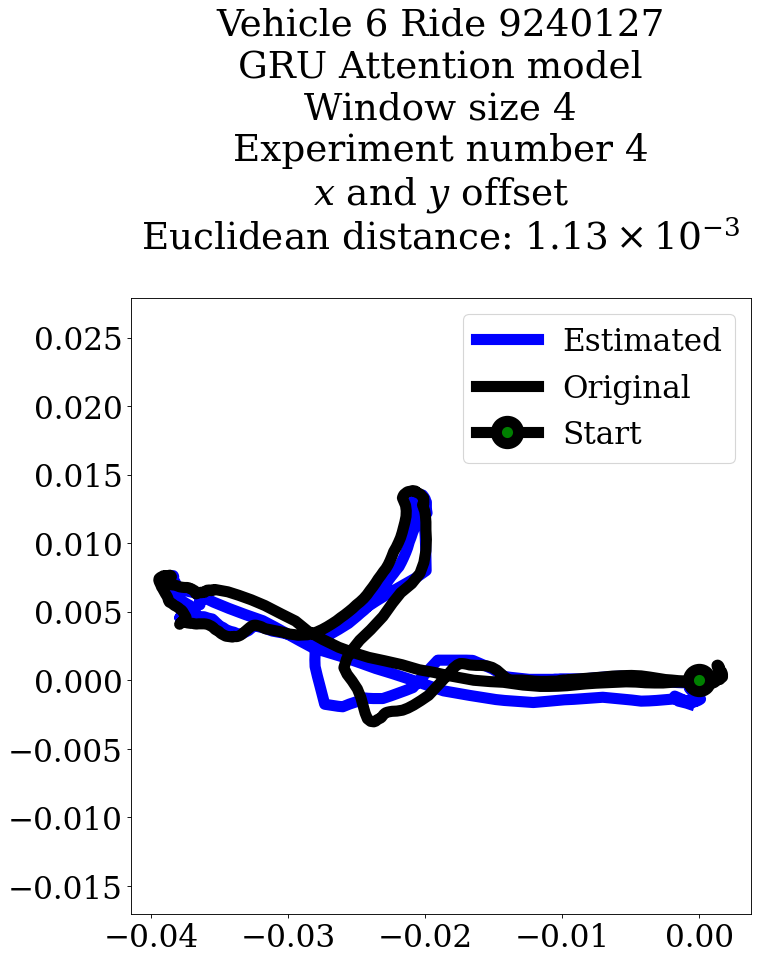 Vehicle 6 Ride 9240127
GRU Attention model
Window size 4
Experiment number 4
x and y offset
Euclidean distance: 1.13 × 10⁻³
Estimated
Original
Start
0.025
0.020
0.015
0.010
0.005
0.000
−0.005
−0.010
−0.015
−0.04 −0.03 −0.02 −0.01 0.00